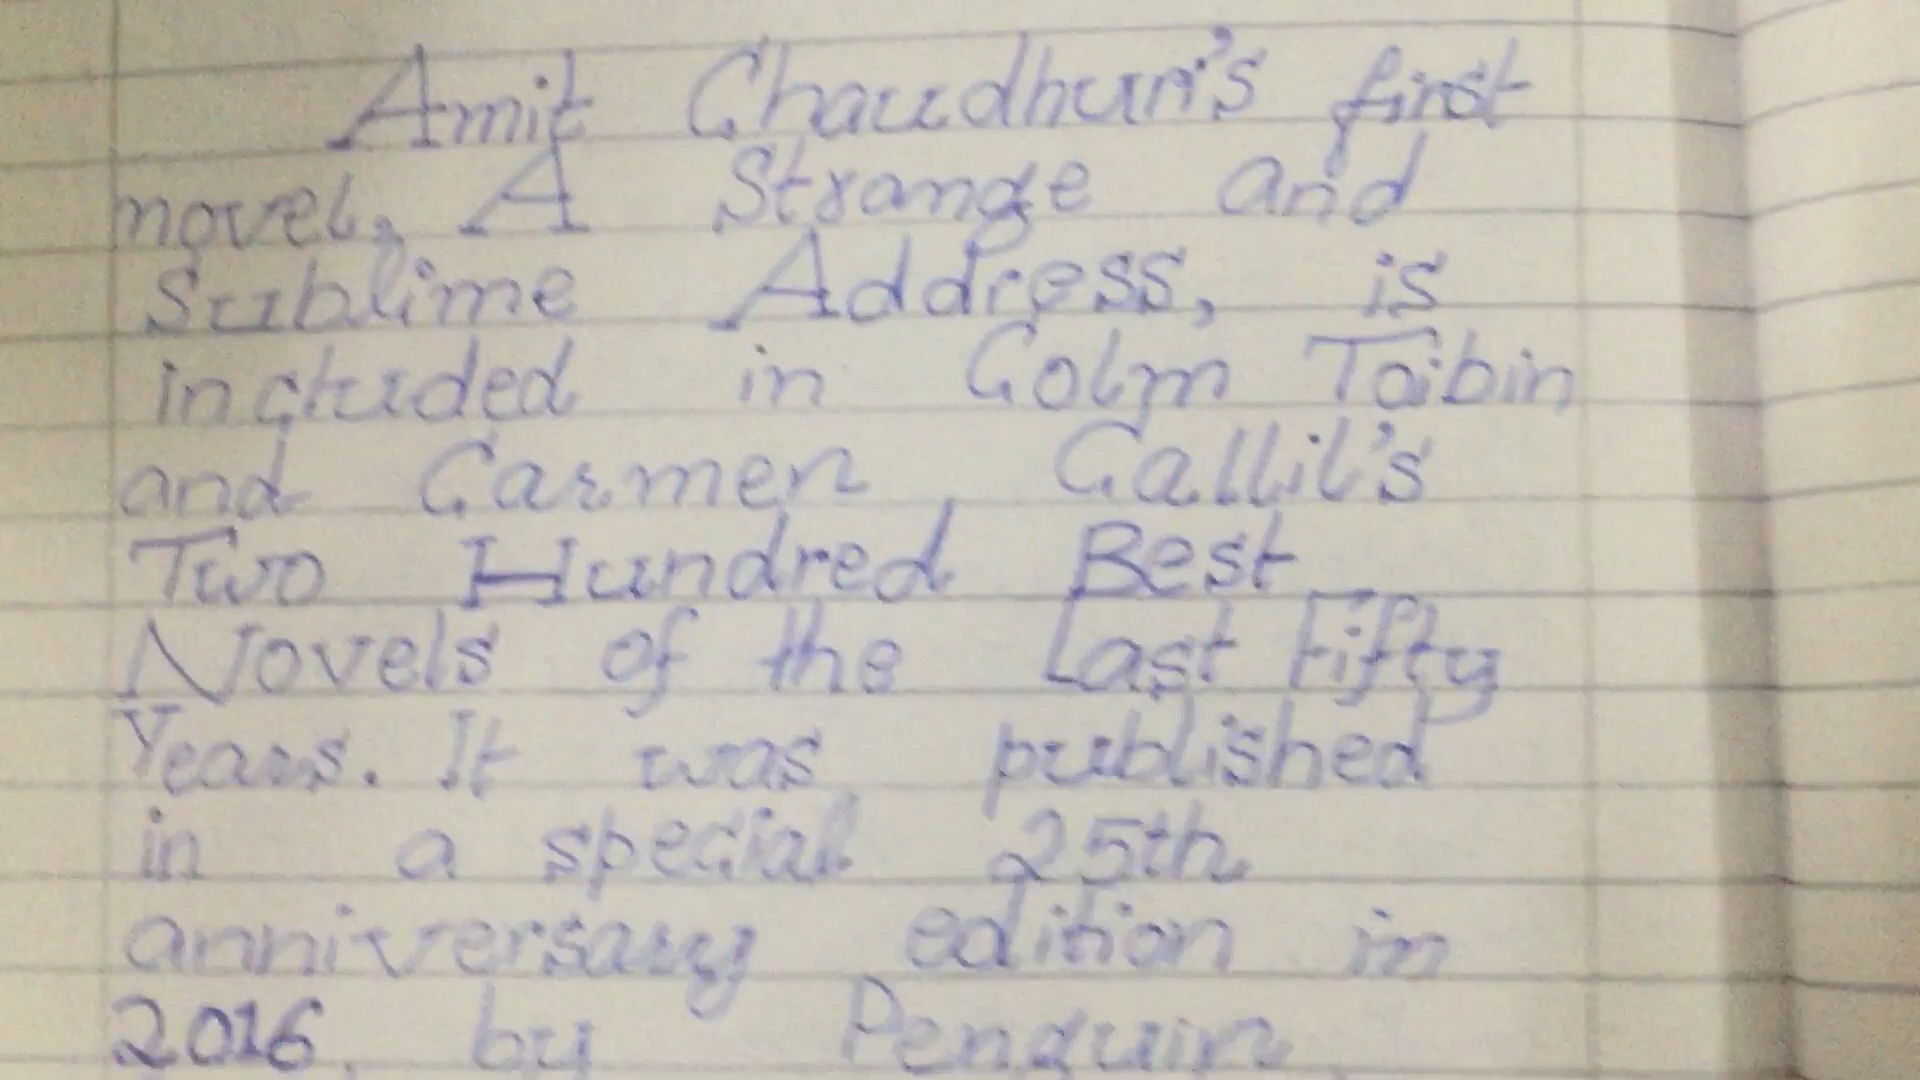 Amit Chaudhuri's first
novel, A Strange and
Sublime Address, is
included in Colm Toibin
and Carmen Callil's
Two Hundred Best
Novels of the Last Fifty
Years. It was published
in a special 25th
anniversary edition in
2016, by Penguin